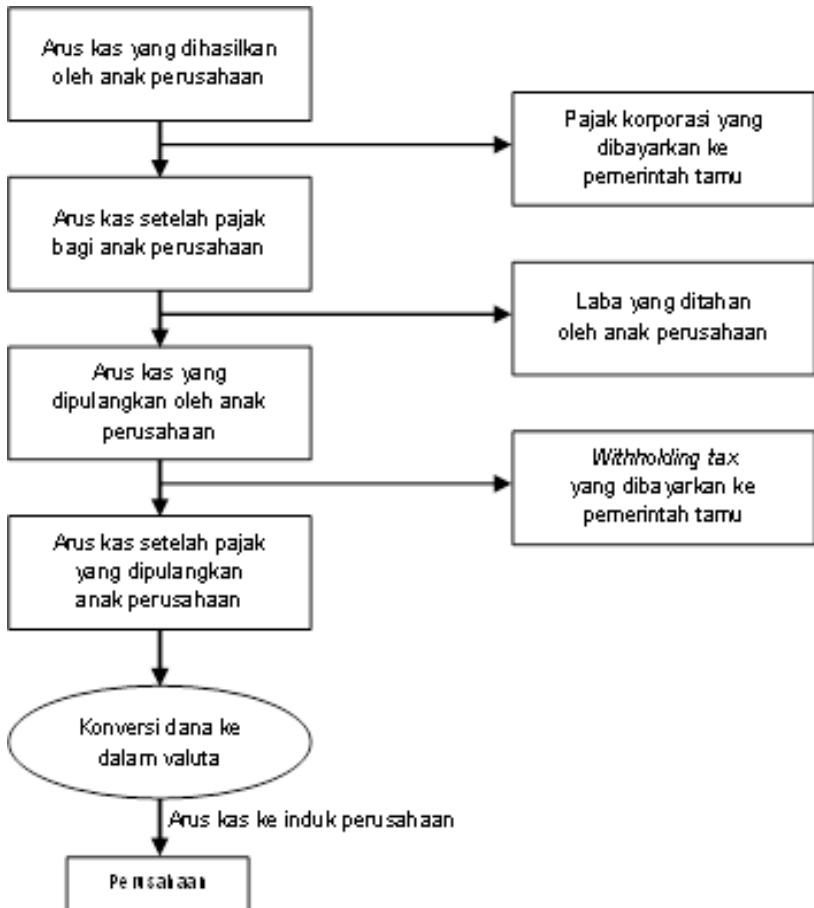 Arus kas yang dihasilkan
oleh anak perusahaan
Pajak korporasi yang
dibayarkan ke
pemerintah tamu
Arus kas setelah pajak
bagi anak perusahaan
Laba yang ditahan
oleh anak perusahaan
Arus kas yang
dipulangkan oleh anak
perusahaan
Withholding tax
yang dibayarkan ke
pemerintah tamu
Arus kas setelah pajak
yang dipulangkan
anak perusahaan
Konversi dana ke
dalam valuta
Arus kas ke induk perusahaan
Perusahaan